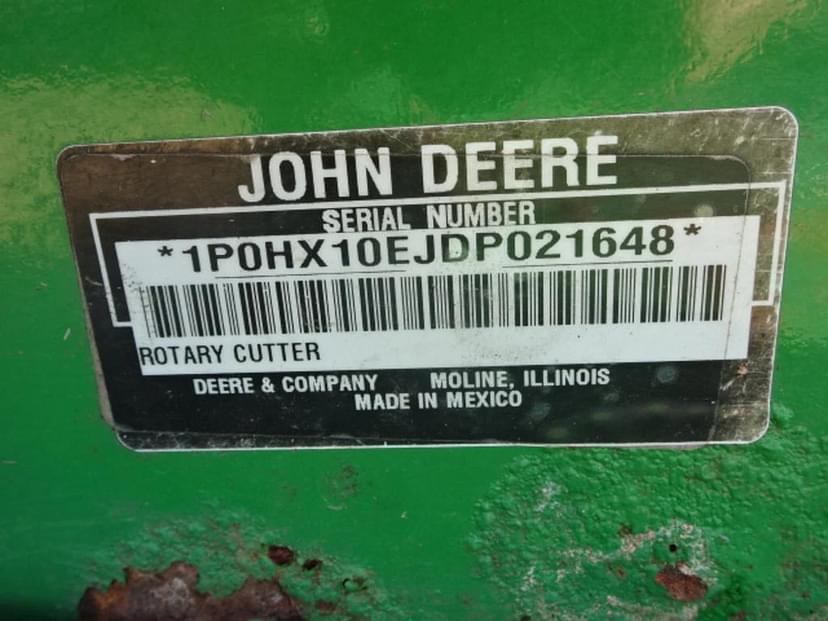 JOHN DEERE
SERIAL NUMBER
*1P0HX10EJDP021648*
ROTARY CUTTER
DEERE & COMPANY MOLINE, ILLINOIS
MADE IN MEXICO